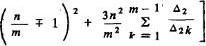 (n/m ∓ 1)² + 3n²/m² Σ_{k=1}^{m-1} Δ₂/Δ₂ₖ]